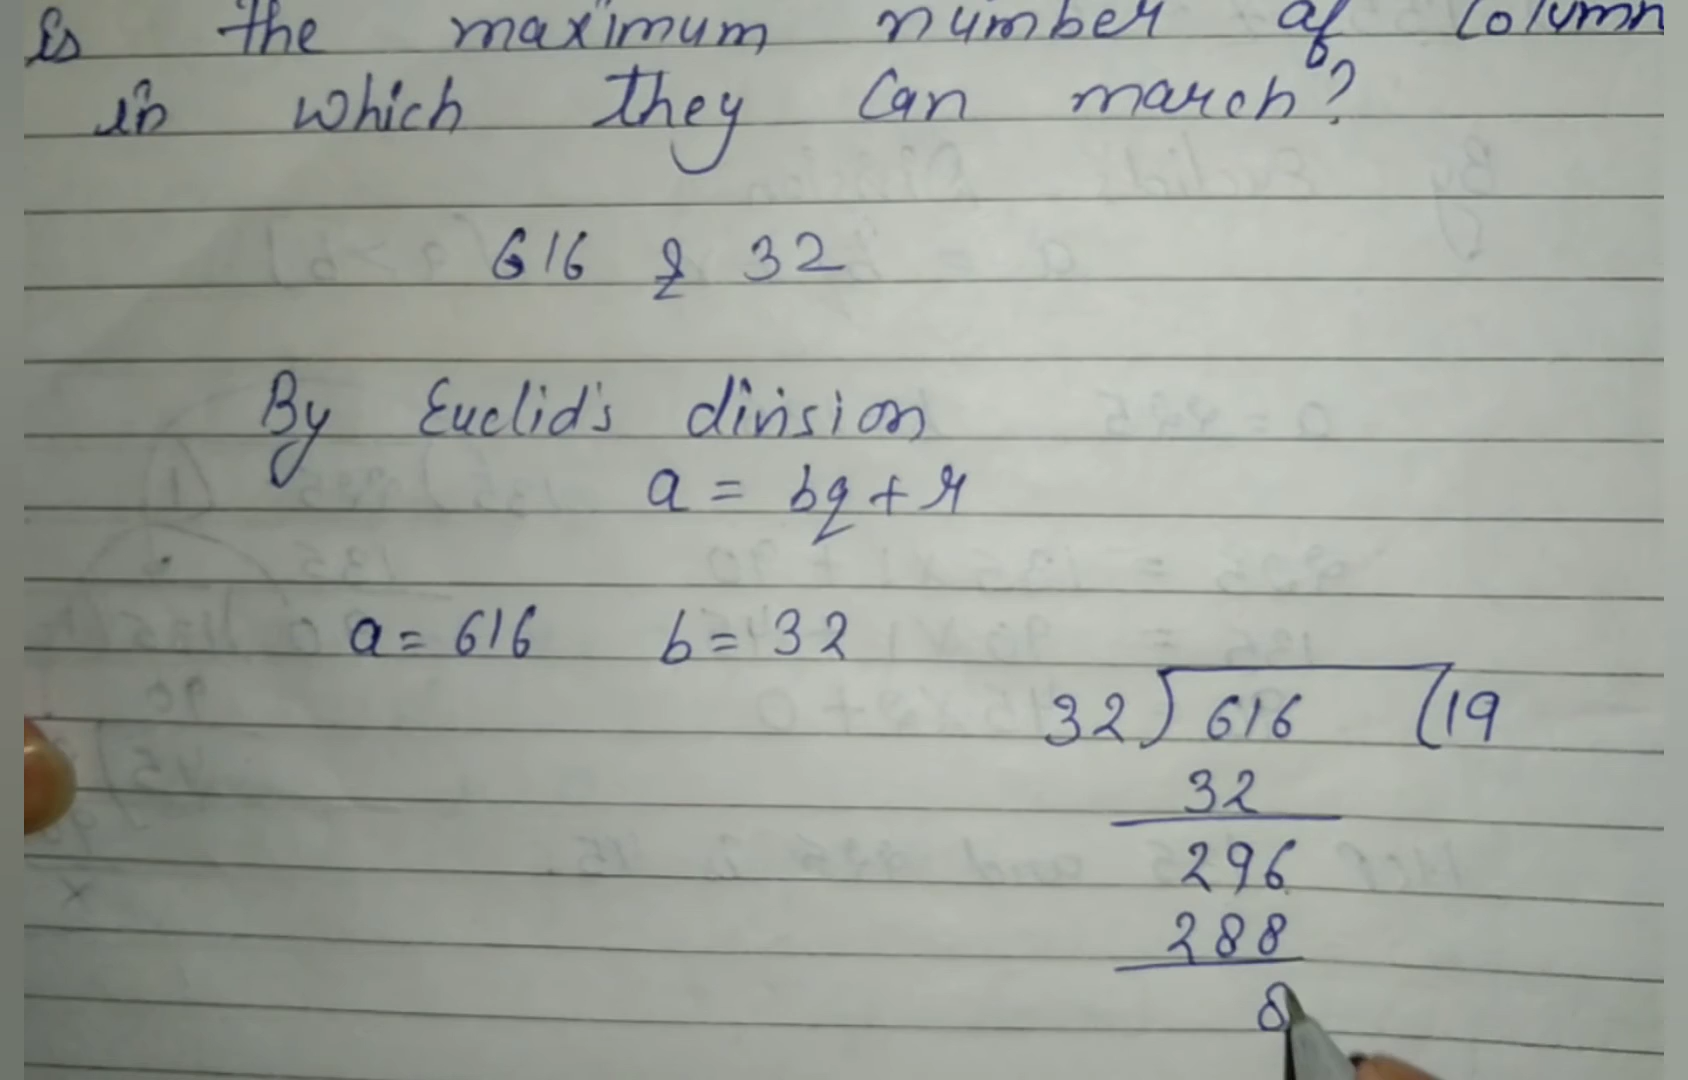 is the maximum number of column
in which they can march?
616 & 32
By Euclid's division
a = bq + r
a = 616 b = 32
32) 616 (19
32
296
288
8